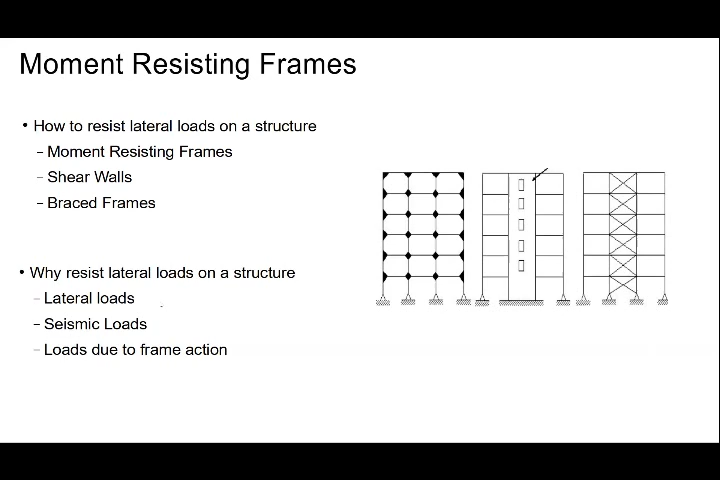 Moment Resisting Frames
• How to resist lateral loads on a structure
– Moment Resisting Frames
– Shear Walls
– Braced Frames
• Why resist lateral loads on a structure
– Lateral loads
– Seismic Loads
– Loads due to frame action